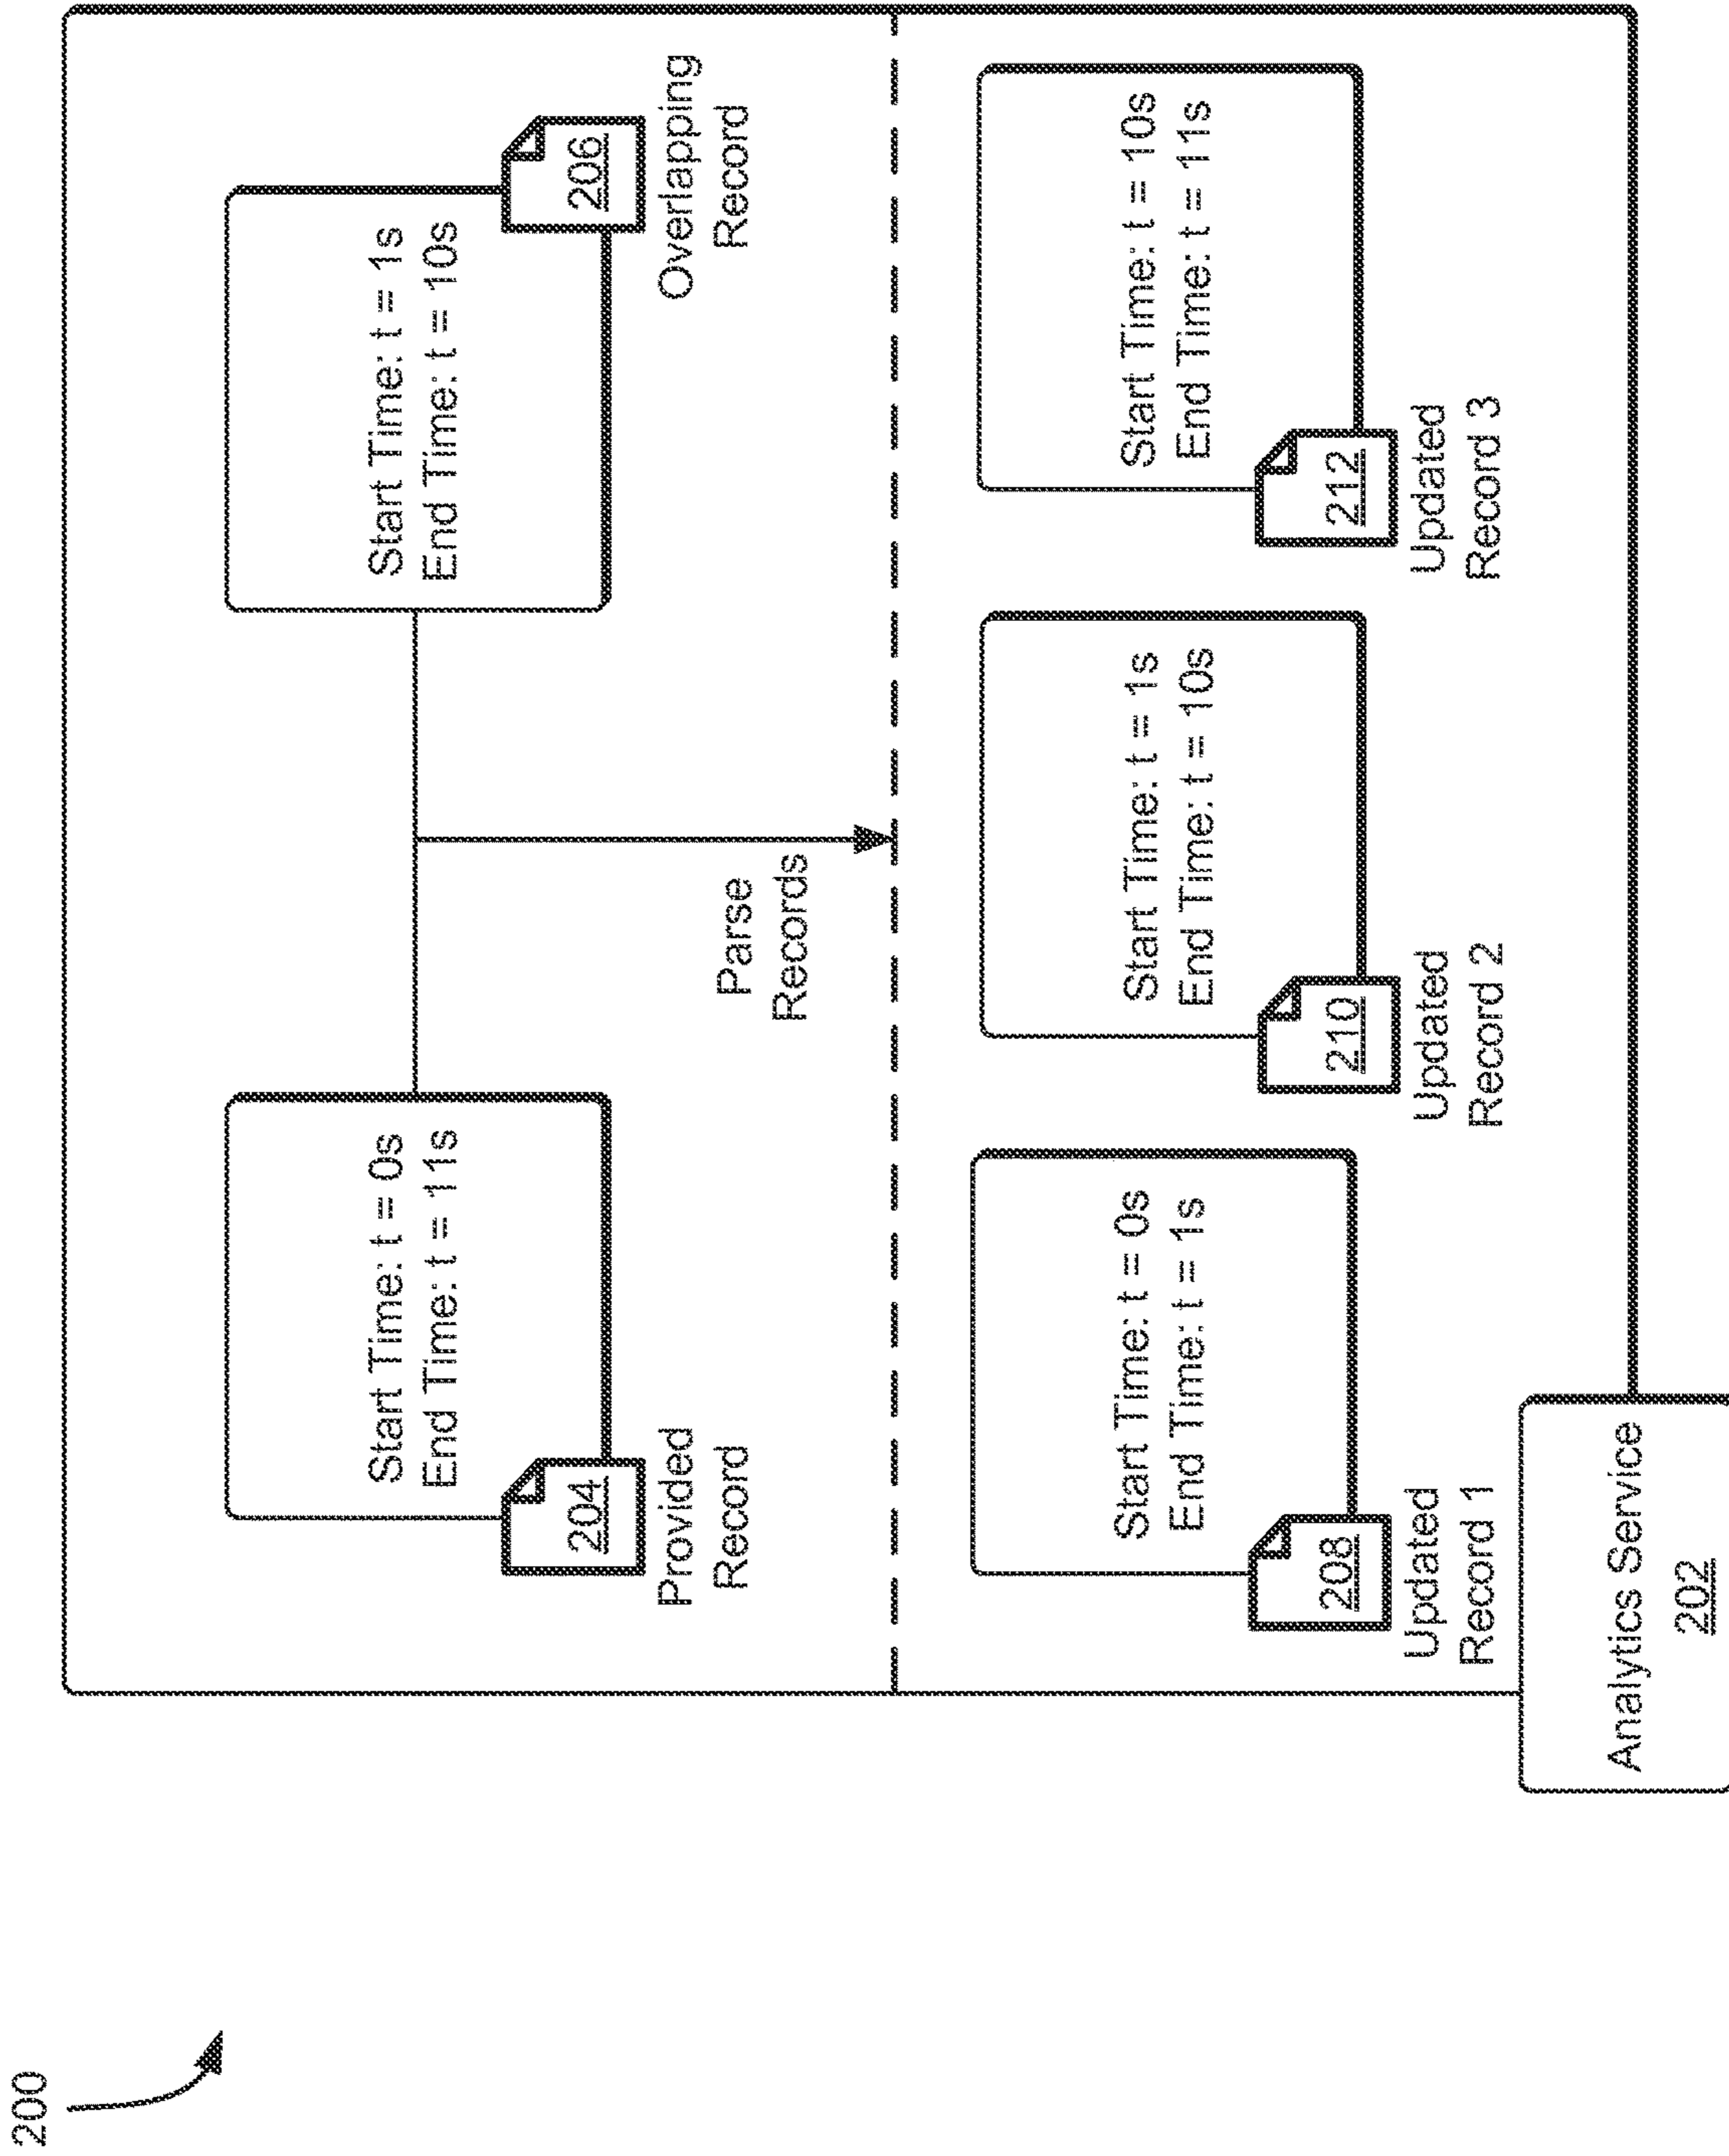 200
Start Time: t = 0s
End Time: t = 11s
204
Provided
Record
Start Time: t = 1s
End Time: t = 10s
206
Overlapping
Record
Parse
Records
Start Time: t = 0s
End Time: t = 1s
208
Updated
Record 1
Start Time: t = 1s
End Time: t = 10s
210
Updated
Record 2
Start Time: t = 10s
End Time: t = 11s
212
Updated
Record 3
Analytics Service
202